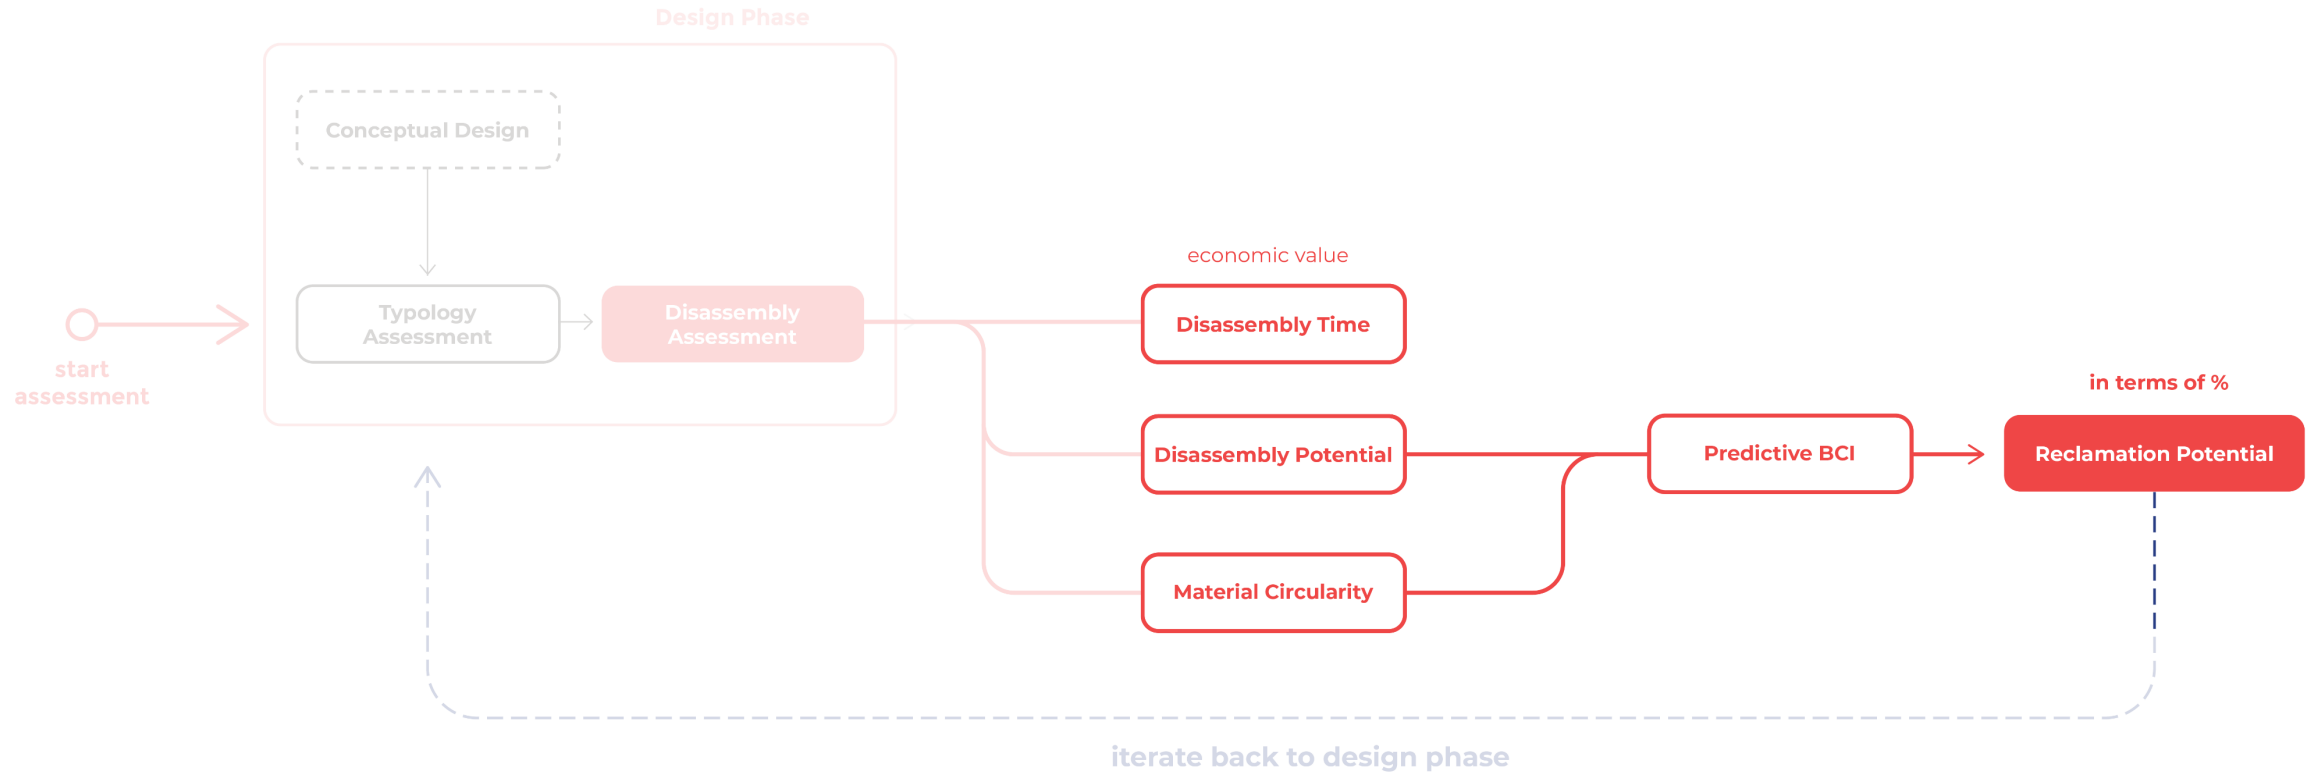 Design Phase
Conceptual Design
Typology
Assessment
Disassembly
Assessment
start
assessment
economic value
Disassembly Time
Disassembly Potential
Material Circularity
Predictive BCI
in terms of %
Reclamation Potential
iterate back to design phase